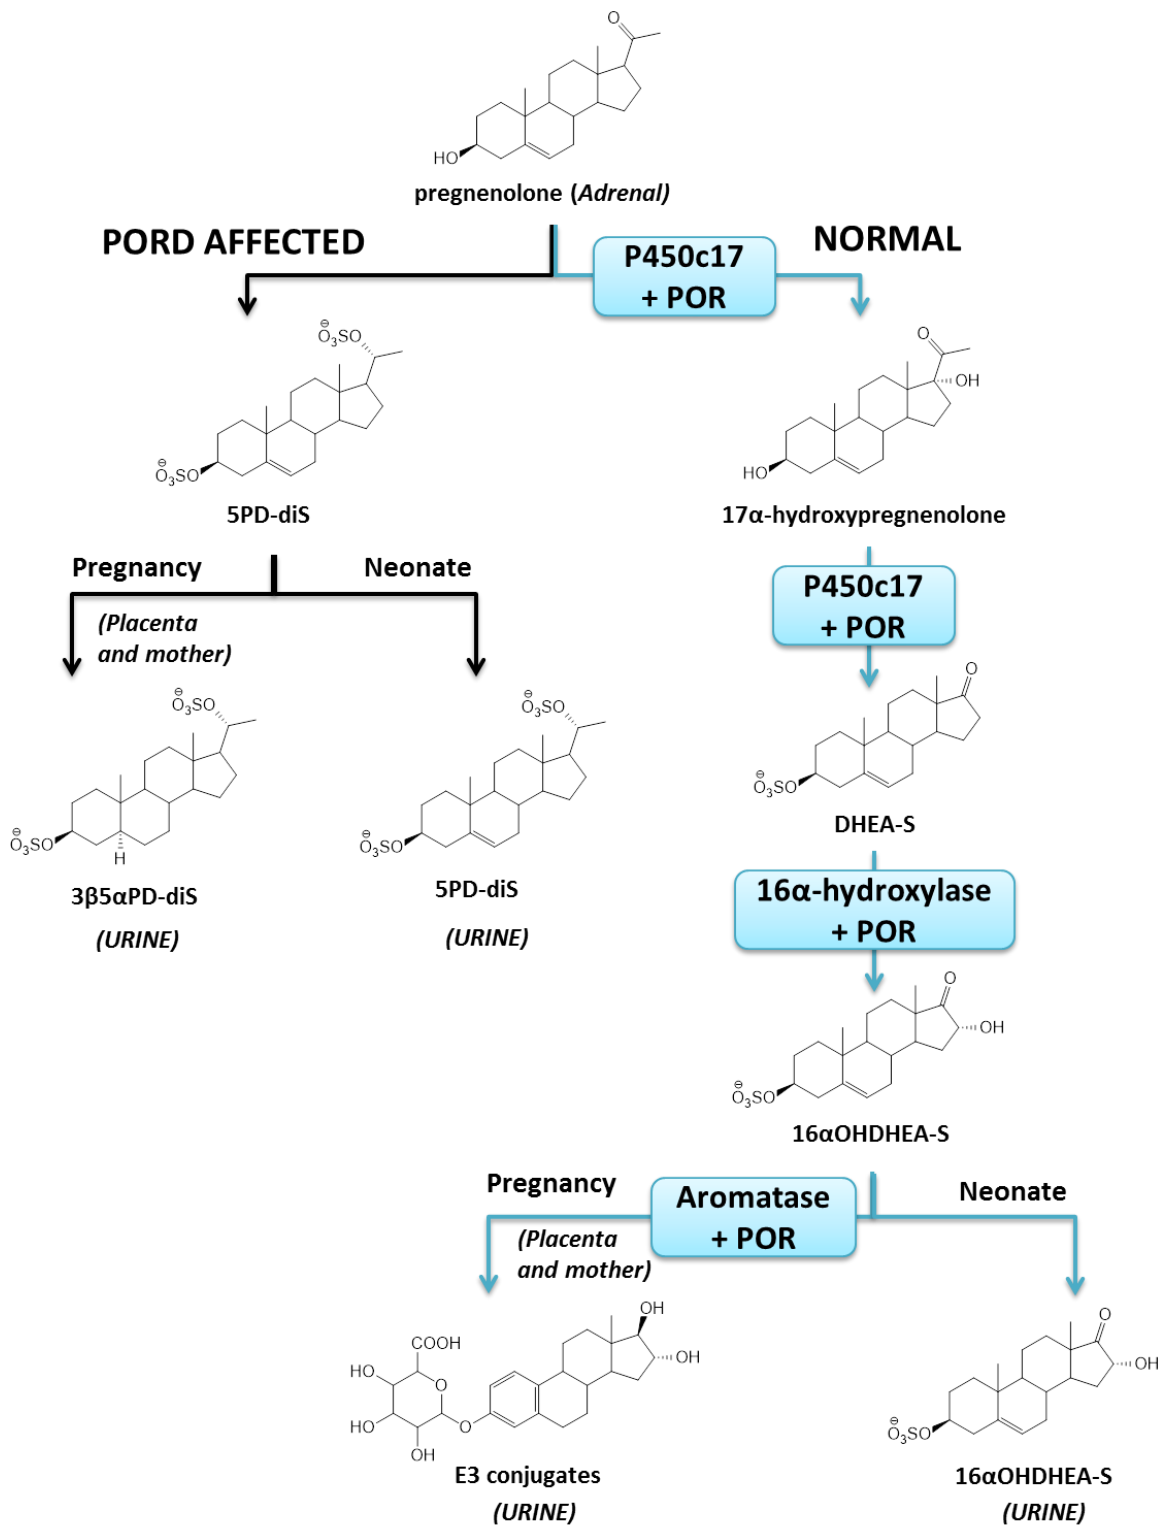 O
HO
pregnenolone (Adrenal)
PORD AFFECTED
NORMAL
P450c17
+ POR
⊖
O₃SO
⊖
O₃SO
5PD-diS
O
OH
HO
17α-hydroxypregnenolone
Pregnancy
Neonate
(Placenta
and mother)
P450c17
+ POR
⊖
O₃SO
⊖
O₃SO
H
3β5αPD-diS
(URINE)
⊖
O₃SO
⊖
O₃SO
5PD-diS
(URINE)
O
⊖
O₃SO
DHEA-S
16α-hydroxylase
+ POR
O
OH
⊖
O₃SO
16αOHDHEA-S
Pregnancy
Aromatase
+ POR
Neonate
(Placenta
and mother)
OH
OH
COOH
HO
O
HO
O
OH
E3 conjugates
(URINE)
O
OH
⊖
O₃SO
16αOHDHEA-S
(URINE)